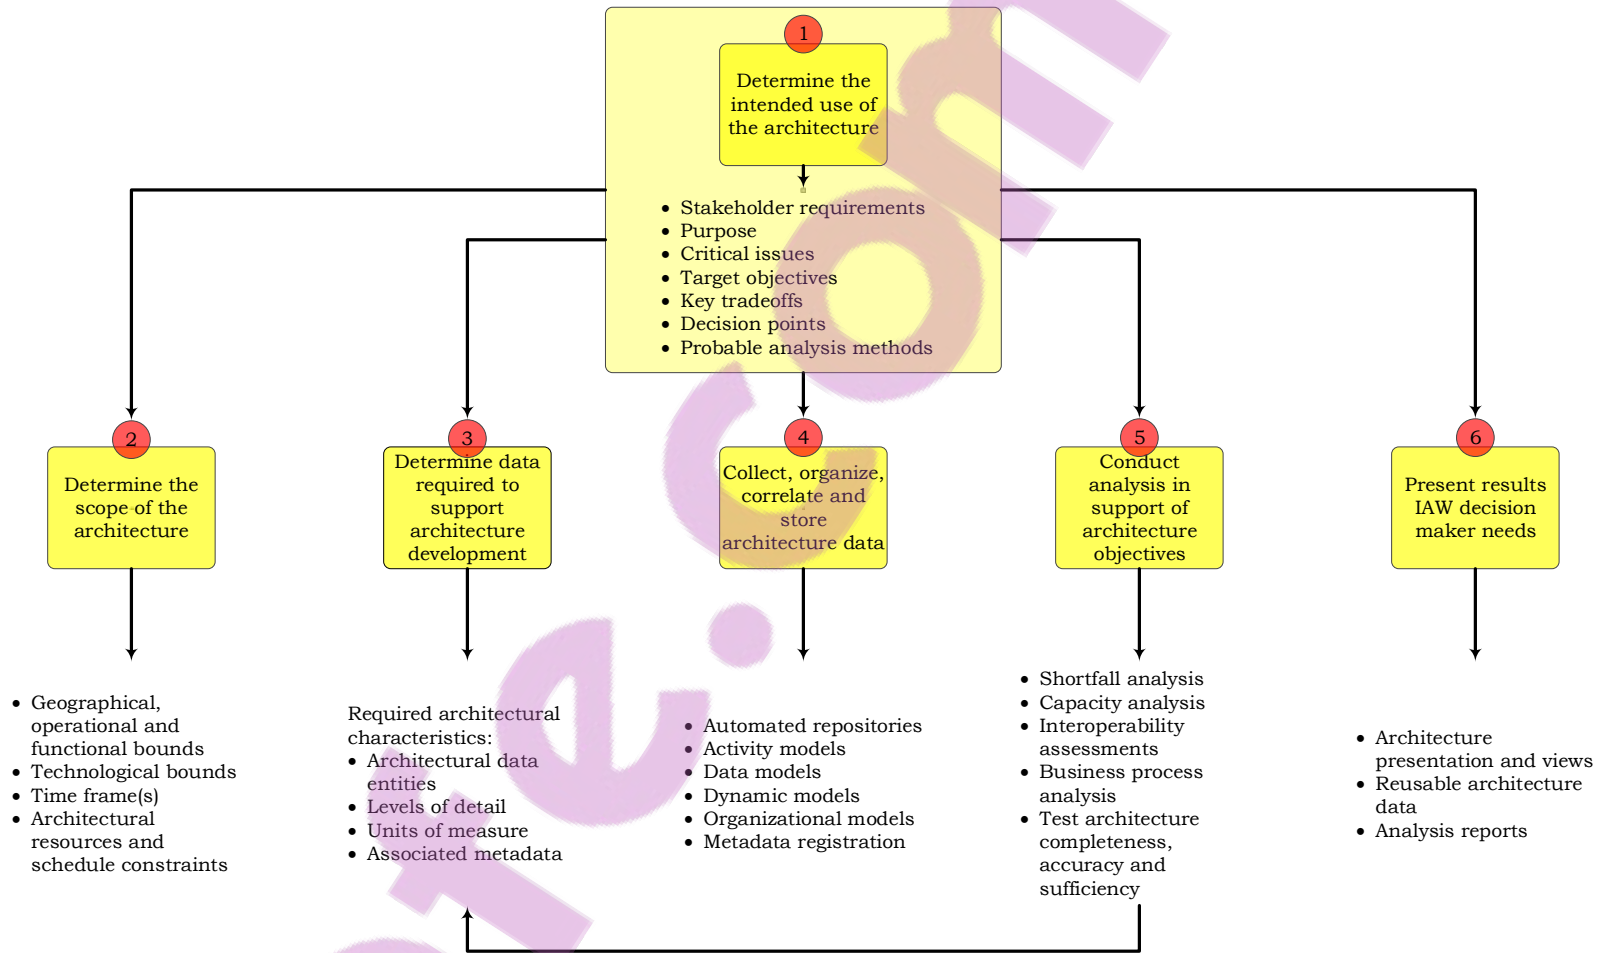 1
Determine the
intended use of
the architecture
• Stakeholder requirements
• Purpose
• Critical issues
• Target objectives
• Key tradeoffs
• Decision points
• Probable analysis methods
2
Determine the
scope of the
architecture
• Geographical,
operational and
functional bounds
• Technological bounds
• Time frame(s)
• Architectural
resources and
schedule constraints
3
Determine data
required to
support
architecture
development
Required architectural
characteristics:
• Architectural data
entities
• Levels of detail
• Units of measure
• Associated metadata
4
Collect, organize,
correlate and
store
architecture data
• Automated repositories
• Activity models
• Data models
• Dynamic models
• Organizational models
• Metadata registration
5
Conduct
analysis in
support of
architecture
objectives
• Shortfall analysis
• Capacity analysis
• Interoperability
assessments
• Business process
analysis
• Test architecture
completeness,
accuracy and
sufficiency
6
Present results
IAW decision
maker needs
• Architecture
presentation and views
• Reusable architecture
data
• Analysis reports
fe.com